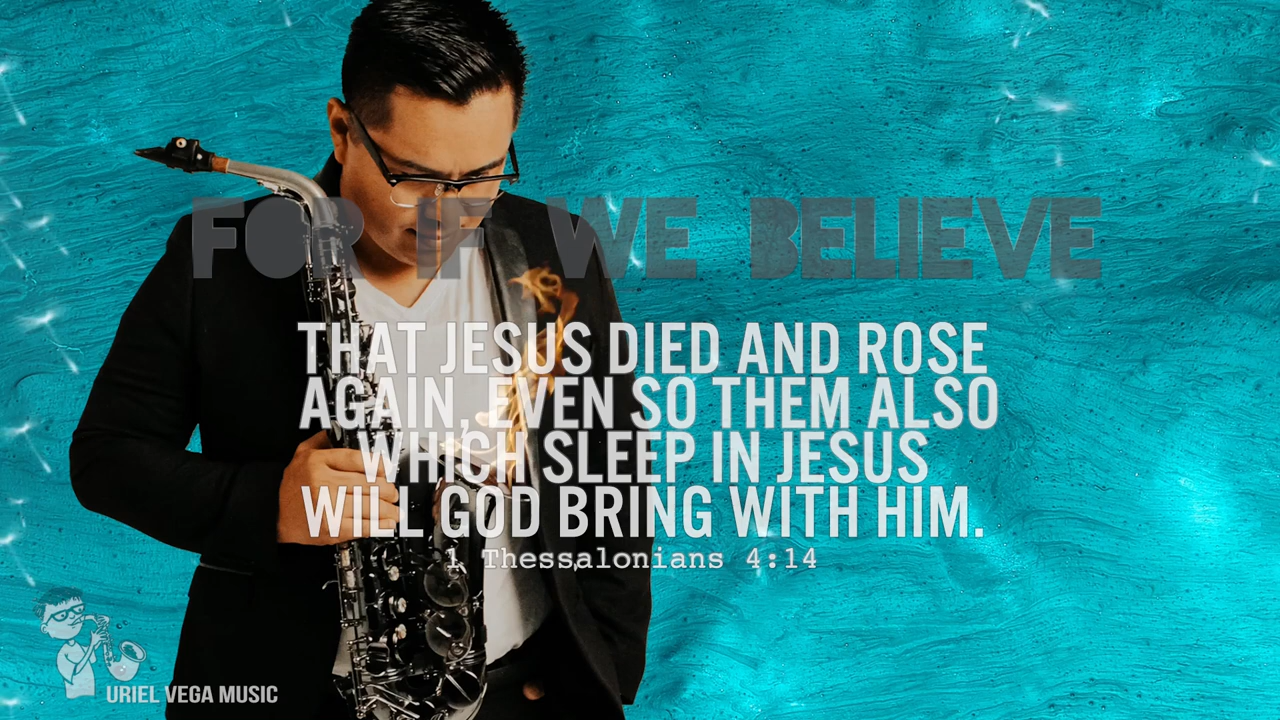 FOR IF WE BELIEVE
THAT JESUS DIED AND ROSE
AGAIN, EVEN SO THEM ALSO
WHICH SLEEP IN JESUS
WILL GOD BRING WITH HIM.
1 Thessalonians 4:14
URIEL VEGA MUSIC